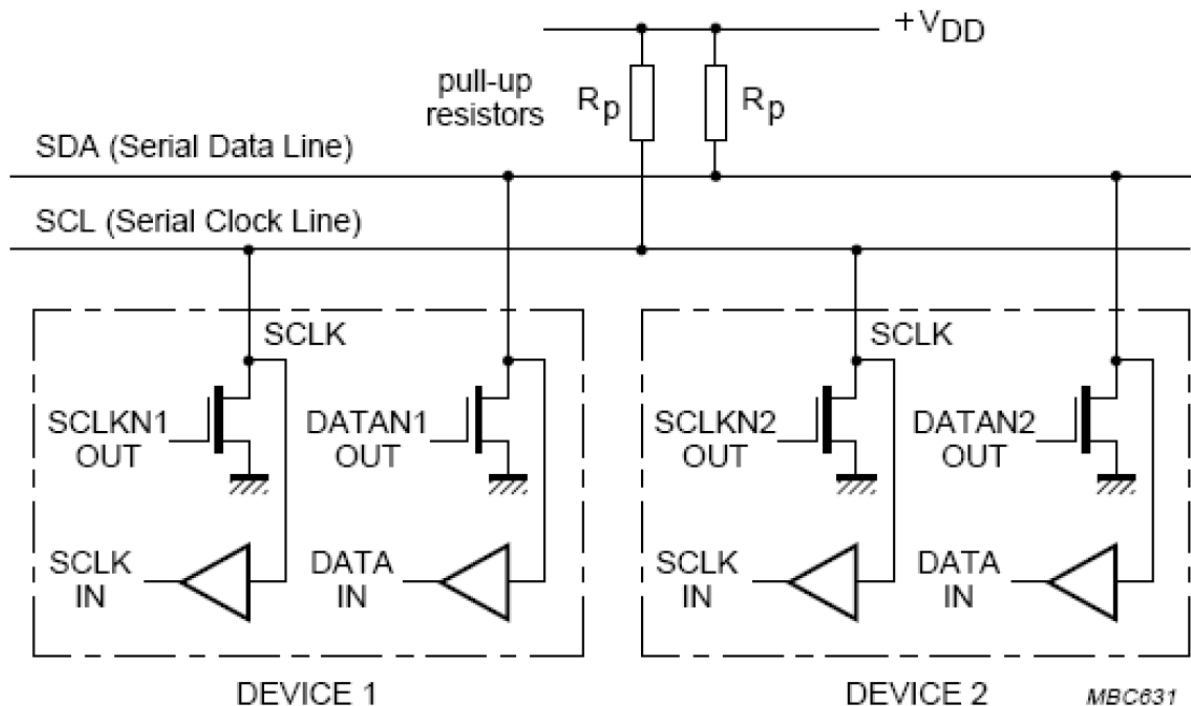 +VDD
pull-up
resistors
Rp
Rp
SDA (Serial Data Line)
SCL (Serial Clock Line)
SCLK
SCLKN1
OUT
DATAN1
OUT
SCLK
IN
DATA
IN
SCLK
SCLKN2
OUT
DATAN2
OUT
SCLK
IN
DATA
IN
DEVICE 1
DEVICE 2
MBC631